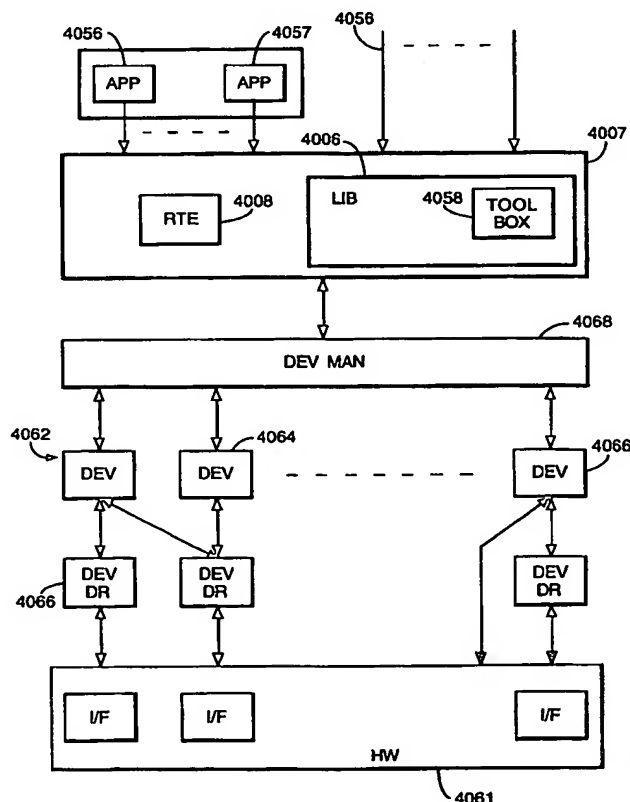 4056
4057
4056
APP
APP
4006
4007
RTE
4008
LIB
4058
TOOL
BOX
4068
DEV MAN
4062
4064
4066
DEV
DEV
DEV
4066
DEV
DR
DEV
DR
DEV
DR
I/F
I/F
I/F
HW
4061